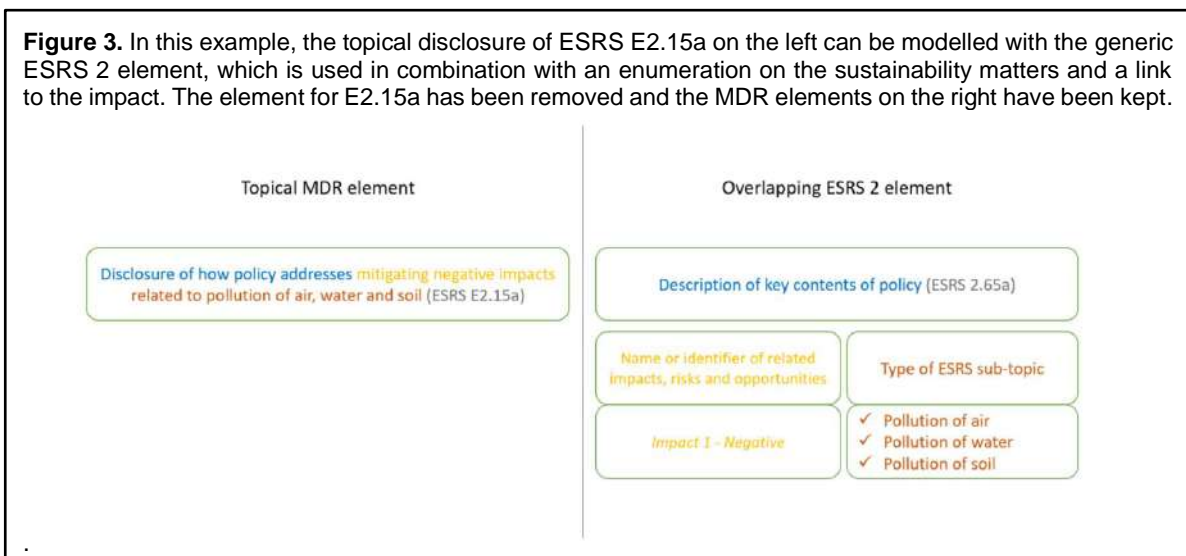 Figure 3. In this example, the topical disclosure of ESRS E2.15a on the left can be modelled with the generic
ESRS 2 element, which is used in combination with an enumeration on the sustainability matters and a link
to the impact. The element for E2.15a has been removed and the MDR elements on the right have been kept.
Topical MDR element
Disclosure of how policy addresses mitigating negative impacts
related to pollution of air, water and soil (ESRS E2.15a)
Overlapping ESRS 2 element
Description of key contents of policy (ESRS 2.65a)
Name or identifier of related
impacts, risks and opportunities
Type of ESRS sub-topic
Impact 1 - Negative
✓ Pollution of air
✓ Pollution of water
✓ Pollution of soil
.